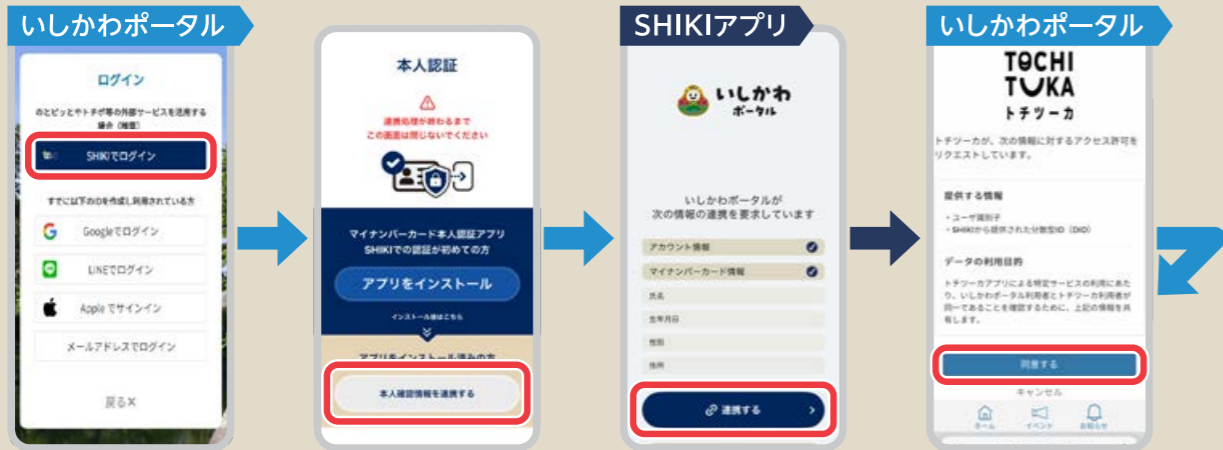 いしかわポータル
ログイン
のとピッとやトチポ等の外部サービスを活用する
場合(推奨)
SHIKIでログイン
すでに以下のIDを作成し利用されている方
Googleでログイン
LINEでログイン
Appleでサインイン
メールアドレスでログイン
戻る×
本人認証
連携処理が終わるまで
この画面は閉じないでください
マイナンバーカード本人認証アプリ
SHIKIでの認証が初めての方
アプリをインストール
インストール後はこちら
アプリをインストール済みの方
本人確認情報を連携する
SHIKIアプリ
いしかわ
ポータル
いしかわポータルが
次の情報の連携を要求しています
アカウント情報
マイナンバーカード情報
氏名
生年月日
性別
住所
連携する
いしかわポータル
TOCHI
TUKA
トチツーカ
トチツーカが、次の情報に対するアクセス許可を
リクエストしています。
提供する情報
・ユーザ識別子
・SHIKIから提供された分散型ID(DID)
データの利用目的
トチツーカアプリによる特定サービスの利用にあた
り、いしかわポータル利用者とトチツーカ利用者が
同一であることを確認するために、上記の情報を共
有します。
同意する
キャンセル
ホーム
イベント
お知らせ